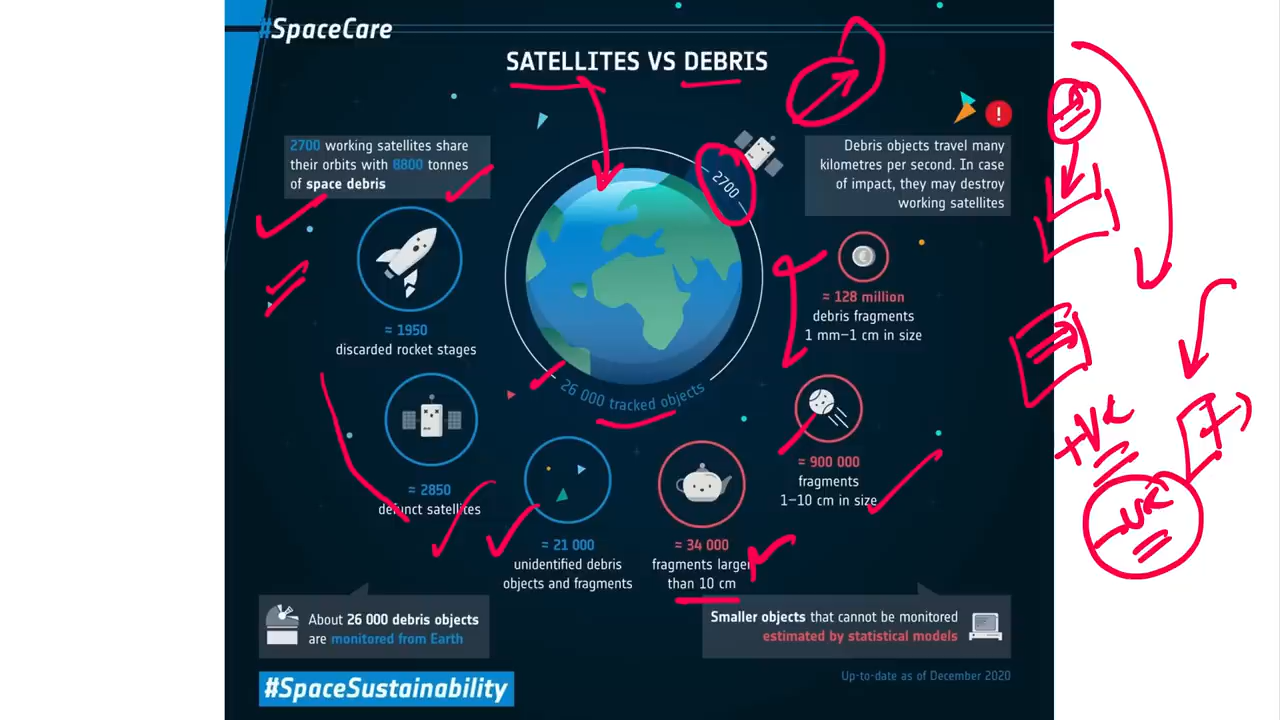 #SpaceCare
SATELLITES VS DEBRIS
2700 working satellites share
their orbits with 8800 tonnes
of space debris
2700
Debris objects travel many
kilometres per second. In case
of impact, they may destroy
working satellites
≈ 1950
discarded rocket stages
≈ 128 million
debris fragments
1 mm–1 cm in size
26 000 tracked objects
≈ 2850
defunct satellites
≈ 900 000
fragments
1–10 cm in size
≈ 21 000
unidentified debris
objects and fragments
≈ 34 000
fragments larger
than 10 cm
+ve
-ve
About 26 000 debris objects
are monitored from Earth
Smaller objects that cannot be monitored
estimated by statistical models
#SpaceSustainability
Up-to-date as of December 2020